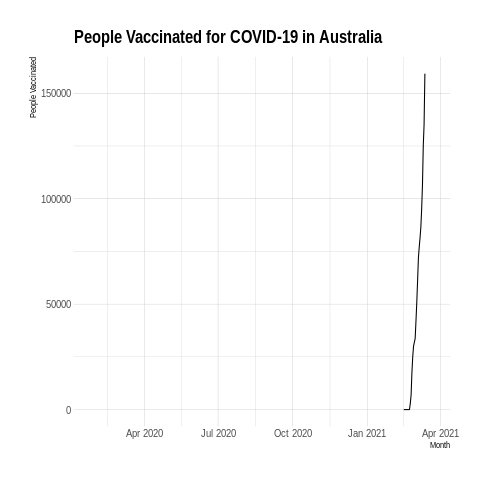 People Vaccinated for COVID-19 in Australia
People Vaccinated
150000
100000
50000
0
Apr 2020 Jul 2020 Oct 2020 Jan 2021 Apr 2021
Month